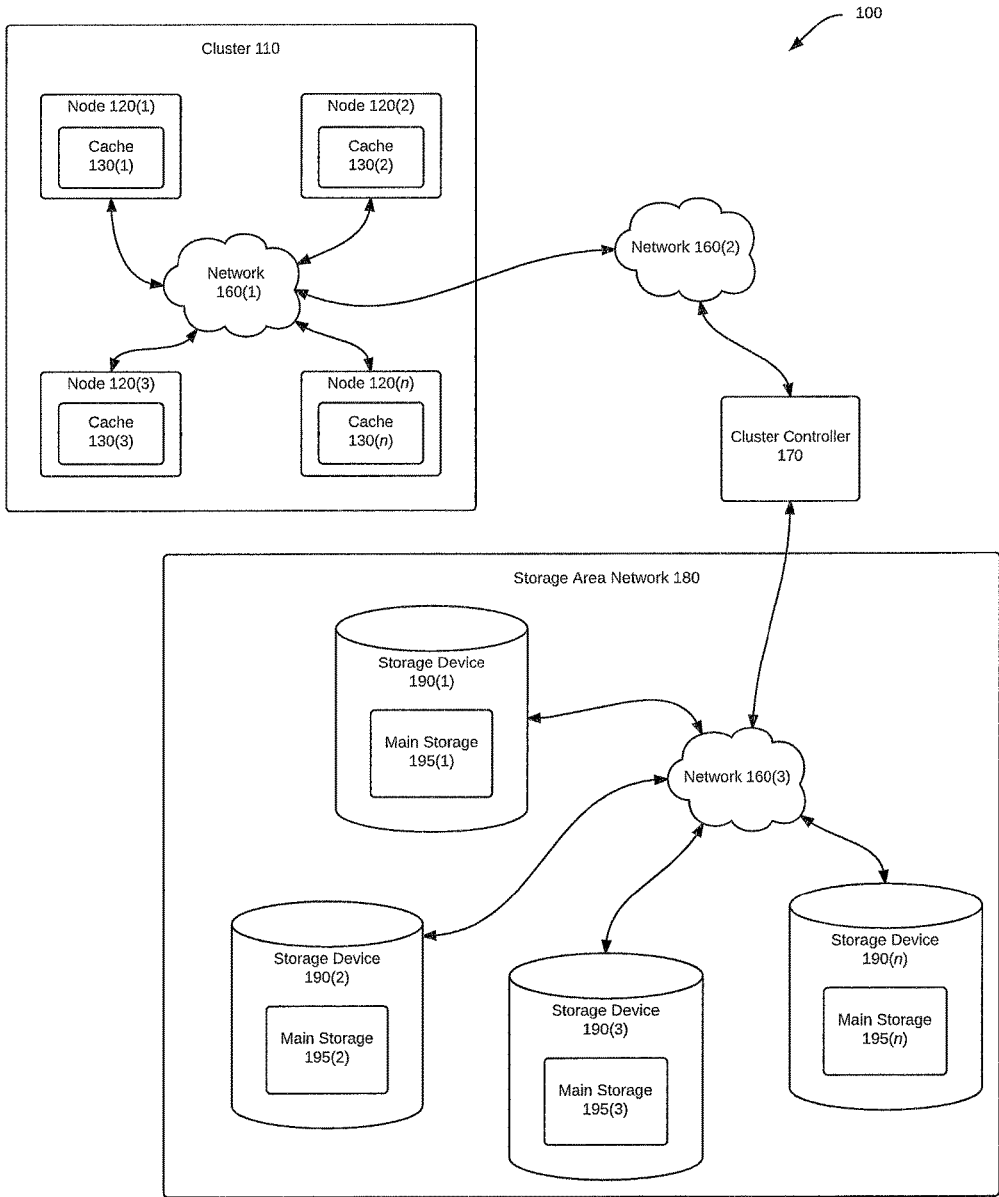 100
Cluster 110
Node 120(1)
Cache
130(1)
Node 120(2)
Cache
130(2)
Network
160(1)
Network 160(2)
Node 120(3)
Cache
130(3)
Node 120(n)
Cache
130(n)
Cluster Controller
170
Storage Area Network 180
Storage Device
190(1)
Main Storage
195(1)
Network 160(3)
Storage Device
190(2)
Main Storage
195(2)
Storage Device
190(3)
Main Storage
195(3)
Storage Device
190(n)
Main Storage
195(n)